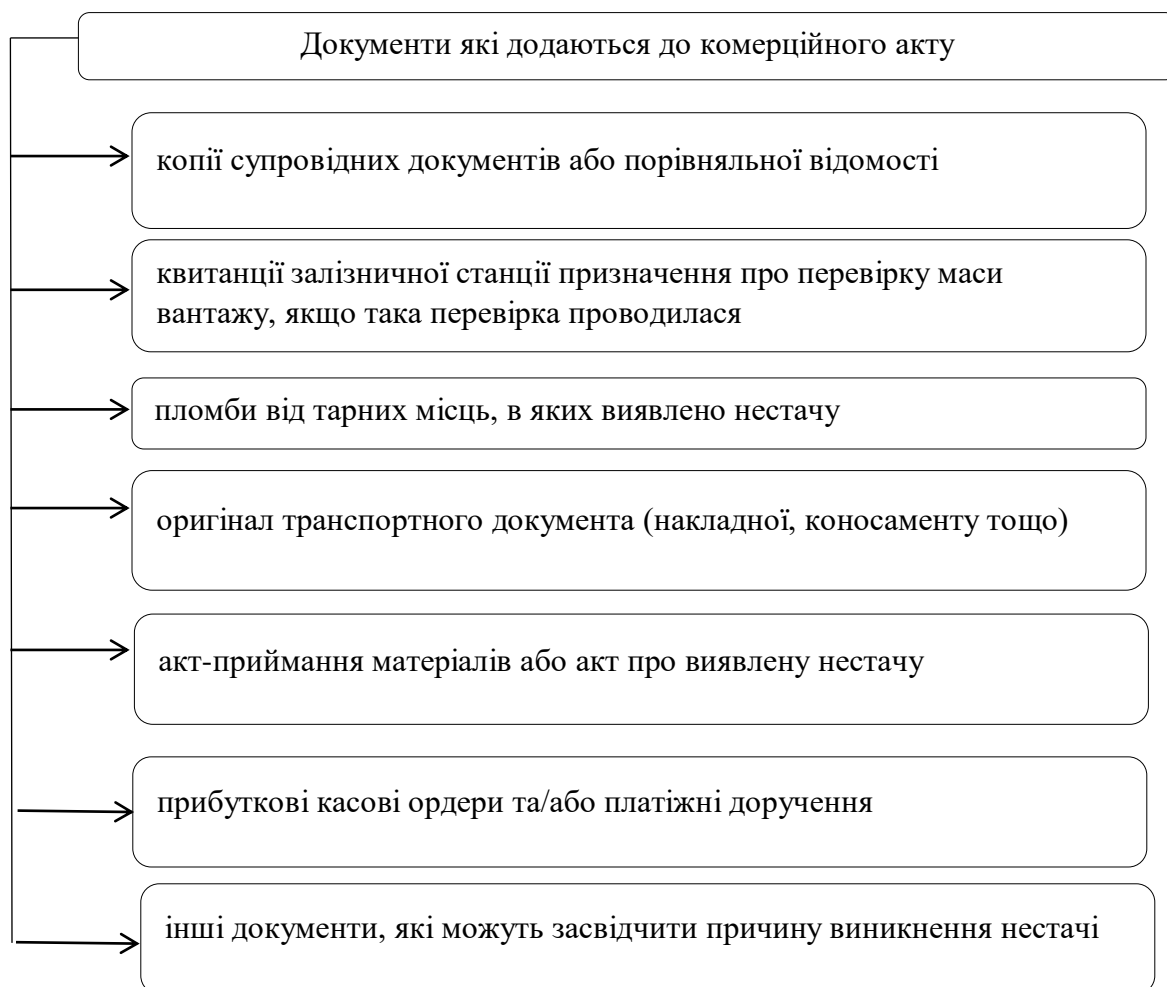 Документи які додаються до комерційного акту
копії супровідних документів або порівняльної відомості
квитанції залізничної станції призначення про перевірку маси
вантажу, якщо така перевірка проводилася
пломби від тарних місць, в яких виявлено нестачу
оригінал транспортного документа (накладної, коносаменту тощо)
акт-приймання матеріалів або акт про виявлену нестачу
прибуткові касові ордери та/або платіжні доручення
інші документи, які можуть засвідчити причину виникнення нестачі